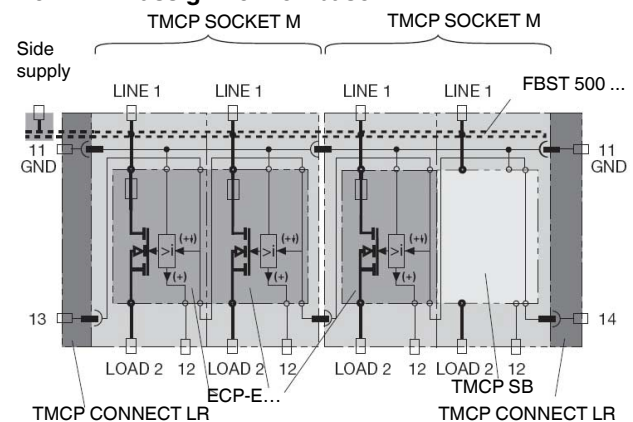 TMCP SOCKET M TMCP SOCKET M
Side
supply
LINE 1 LINE 1 LINE 1 LINE 1
FBST 500 ...
11
GND
11
GND
>i (+i) >i (+i) >i (+i)
(+) (+) (+)
13 14
LOAD 2 12 LOAD 2 12 LOAD 2 12 LOAD 2 12
ECP-E...
TMCP SB
TMCP CONNECT LR TMCP CONNECT LR